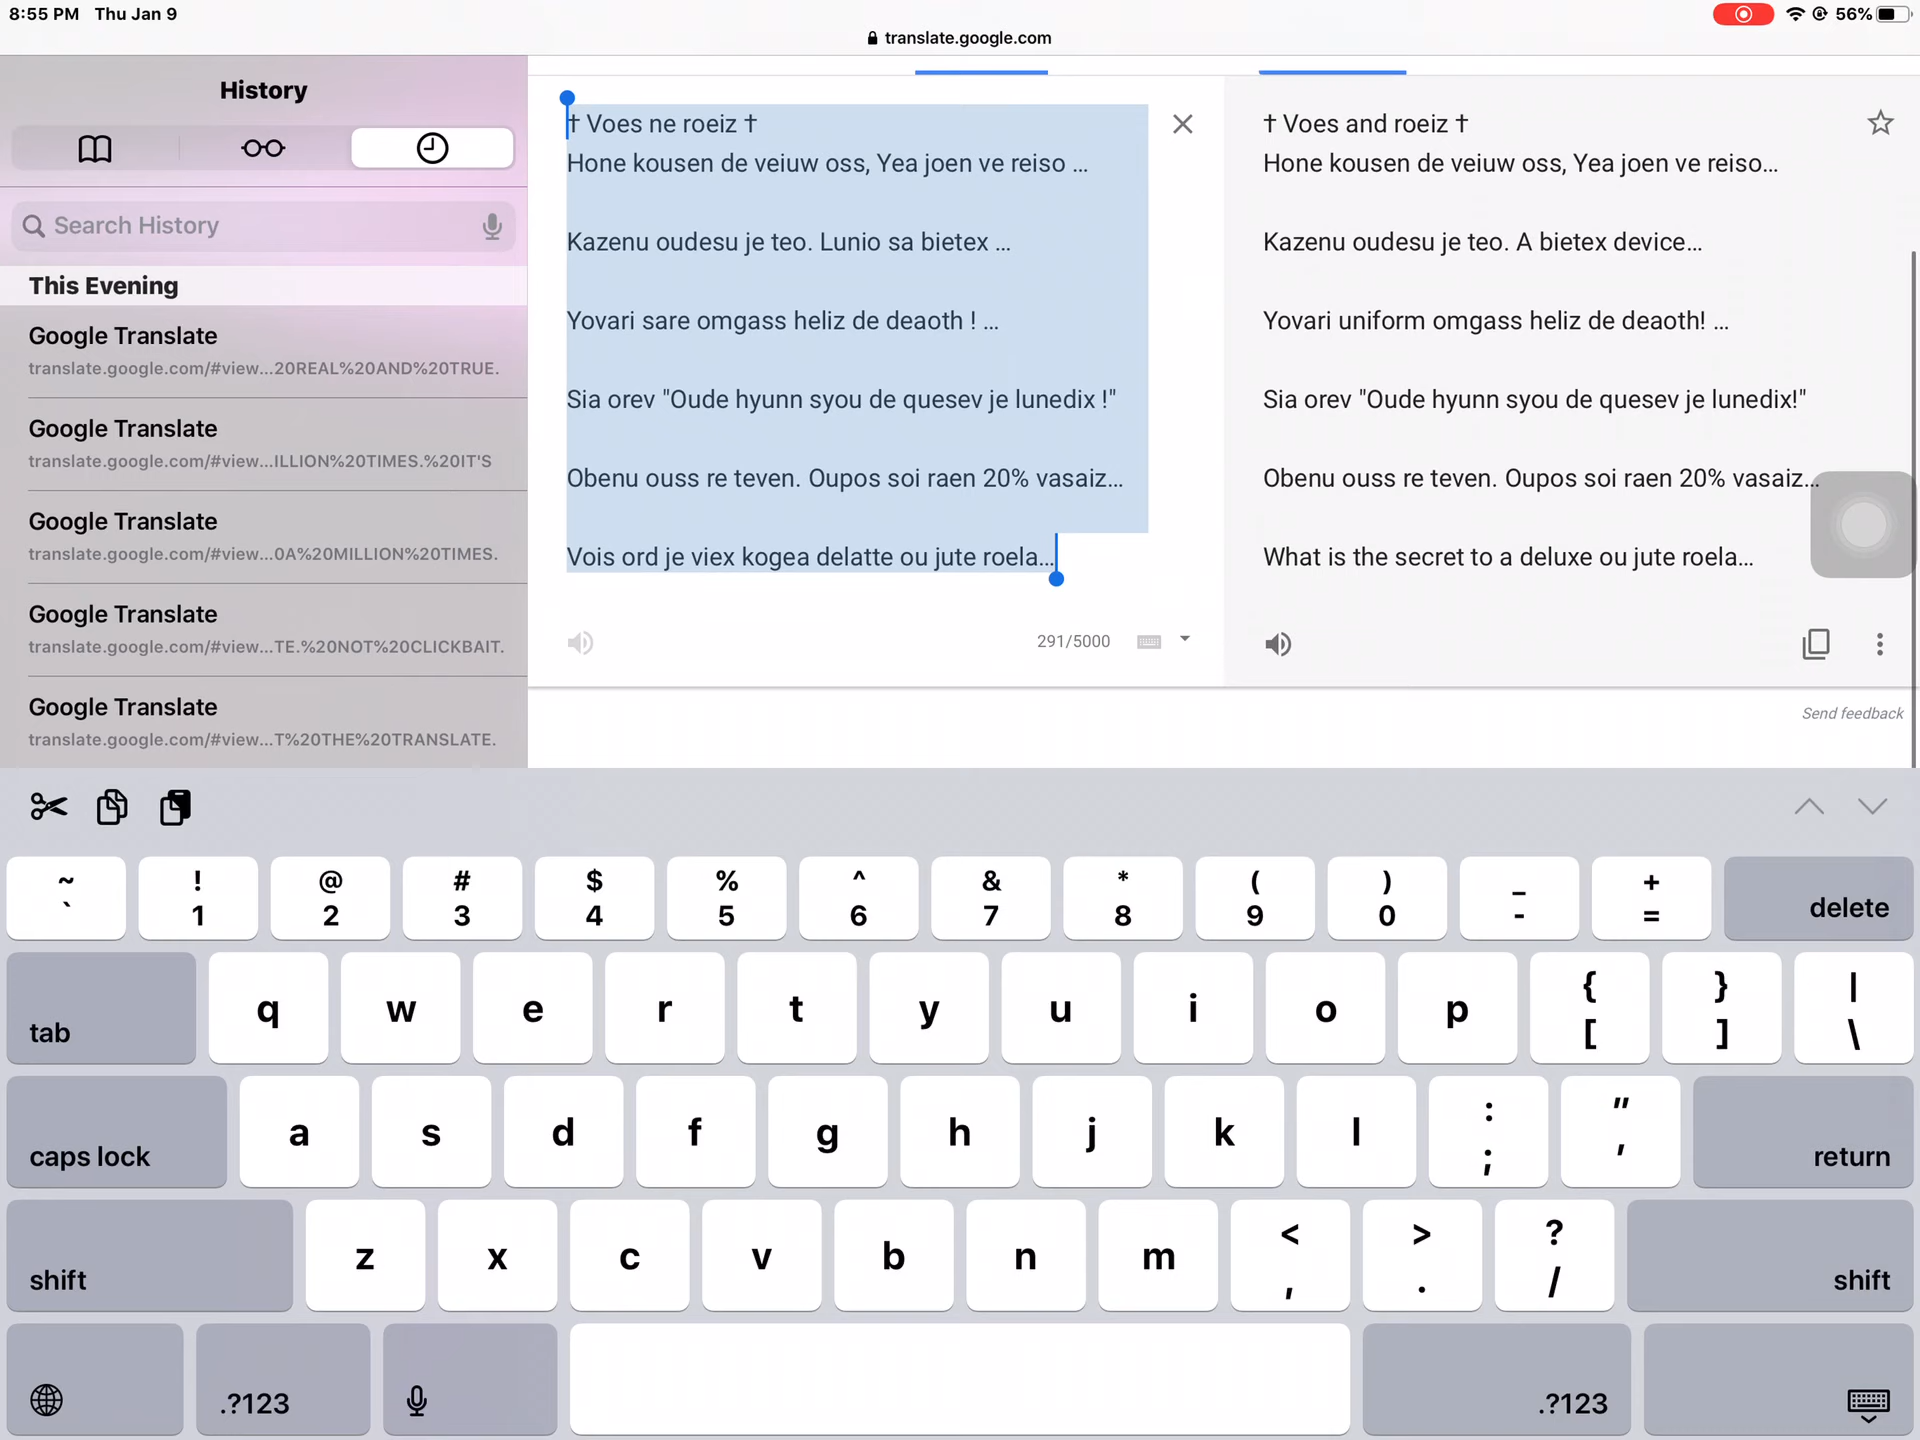 8:55 PM Thu Jan 9
56%
translate.google.com
History
Search History
This Evening
Google Translate
translate.google.com/#view...20REAL%20AND%20TRUE.
Google Translate
translate.google.com/#view...ILLION%20TIMES.%20IT'S
Google Translate
translate.google.com/#view...0A%20MILLION%20TIMES.
Google Translate
translate.google.com/#view...TE.%20NOT%20CLICKBAIT.
Google Translate
translate.google.com/#view...T%20THE%20TRANSLATE.
† Voes ne roeiz †
Hone kousen de veiuw oss, Yea joen ve reiso ...
Kazenu oudesu je teo. Lunio sa bietex ...
Yovari sare omgass heliz de deaoth ! ...
Sia orev "Oude hyunn syou de quesev je lunedix !"
Obenu ouss re teven. Oupos soi raen 20% vasaiz...
Vois ord je viex kogea delatte ou jute roela...
291/5000
† Voes and roeiz †
Hone kousen de veiuw oss, Yea joen ve reiso...
Kazenu oudesu je teo. A bietex device...
Yovari uniform omgass heliz de deaoth! ...
Sia orev "Oude hyunn syou de quesev je lunedix!"
Obenu ouss re teven. Oupos soi raen 20% vasaiz...
What is the secret to a deluxe ou jute roela...
Send feedback
~ ! @ # $ % ^ & * ( ) _ +
` 1 2 3 4 5 6 7 8 9 0 - = delete
tab q w e r t y u i o p { [ } ] | \
caps lock a s d f g h j k l : ; " ' return
shift z x c v b n m < , > . ? / shift
.?123 .?123